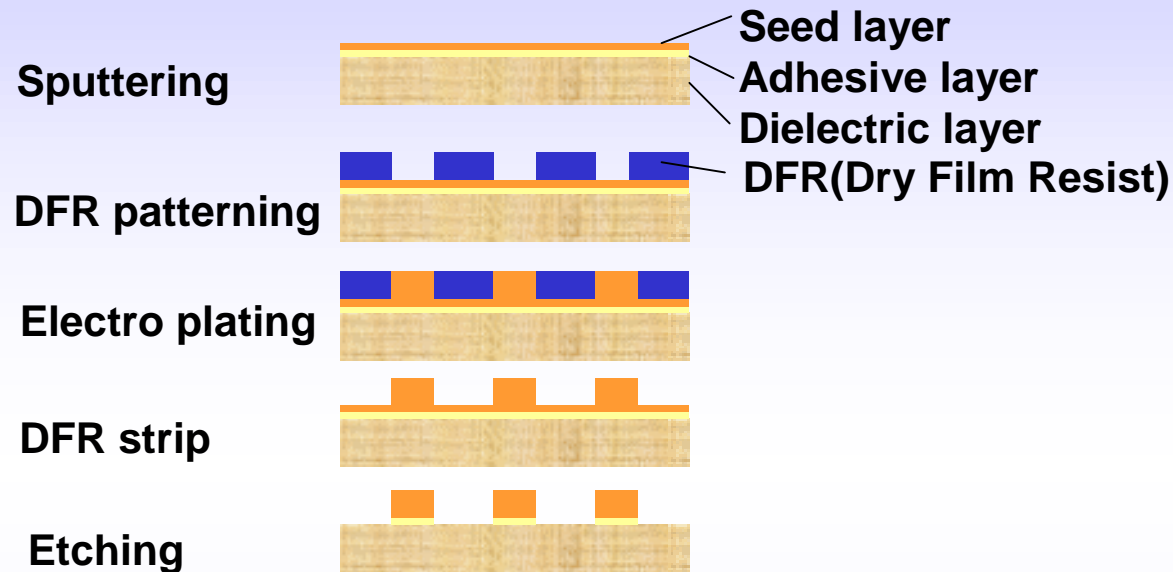 Seed layer
Sputtering
Adhesive layer
Dielectric layer
DFR(Dry Film Resist)
DFR patterning
Electro plating
DFR strip
Etching